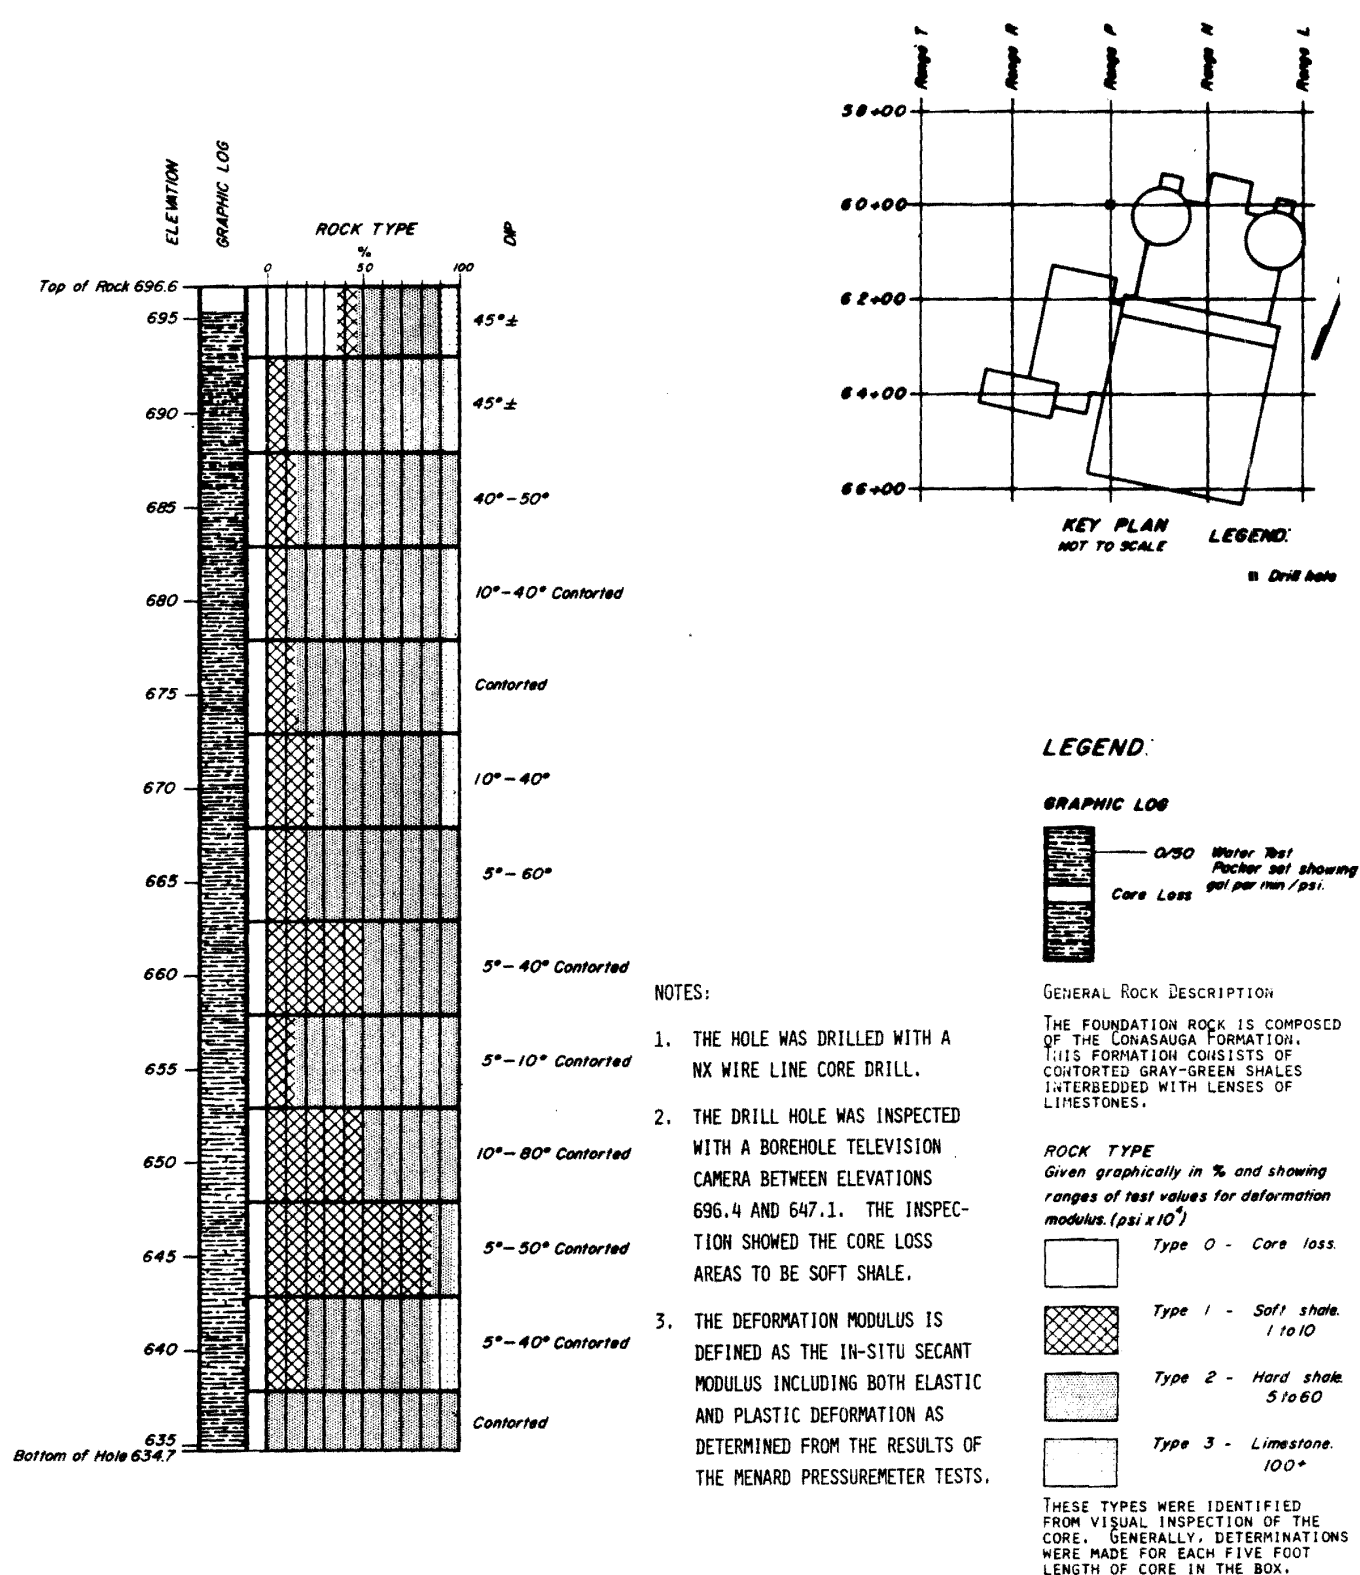 Range T
Range R
Range P
Range N
Range L
58+00
60+00
62+00
64+00
66+00
KEY PLAN
NOT TO SCALE
LEGEND:
Drill hole
ELEVATION
GRAPHIC LOG
ROCK TYPE
%
DIP
0 50 100
Top of Rock 696.6
695
45°±
690
45°±
685
40°-50°
680
10°-40° Contorted
675
Contorted
670
10°-40°
665
5°-60°
660
5°-40° Contorted
655
5°-10° Contorted
650
10°-80° Contorted
645
5°-50° Contorted
640
5°-40° Contorted
635
Contorted
Bottom of Hole 634.7
NOTES:
1. THE HOLE WAS DRILLED WITH A
NX WIRE LINE CORE DRILL.
2. THE DRILL HOLE WAS INSPECTED
WITH A BOREHOLE TELEVISION
CAMERA BETWEEN ELEVATIONS
696.4 AND 647.1. THE INSPEC-
TION SHOWED THE CORE LOSS
AREAS TO BE SOFT SHALE.
3. THE DEFORMATION MODULUS IS
DEFINED AS THE IN-SITU SECANT
MODULUS INCLUDING BOTH ELASTIC
AND PLASTIC DEFORMATION AS
DETERMINED FROM THE RESULTS OF
THE MENARD PRESSUREMETER TESTS.
LEGEND:
GRAPHIC LOG
0/50 Water Test
Packer set showing
gal per min/psi.
Core Loss
GENERAL ROCK DESCRIPTION
THE FOUNDATION ROCK IS COMPOSED
OF THE CONASAUGA FORMATION.
THIS FORMATION CONSISTS OF
CONTORTED GRAY-GREEN SHALES
INTERBEDDED WITH LENSES OF
LIMESTONES.
ROCK TYPE
Given graphically in % and showing
ranges of test values for deformation
modulus. (psi x 10⁴)
Type 0 - Core loss.
Type 1 - Soft shale.
1 to 10
Type 2 - Hard shale.
5 to 60
Type 3 - Limestone.
100+
THESE TYPES WERE IDENTIFIED
FROM VISUAL INSPECTION OF THE
CORE. GENERALLY, DETERMINATIONS
WERE MADE FOR EACH FIVE FOOT
LENGTH OF CORE IN THE BOX.